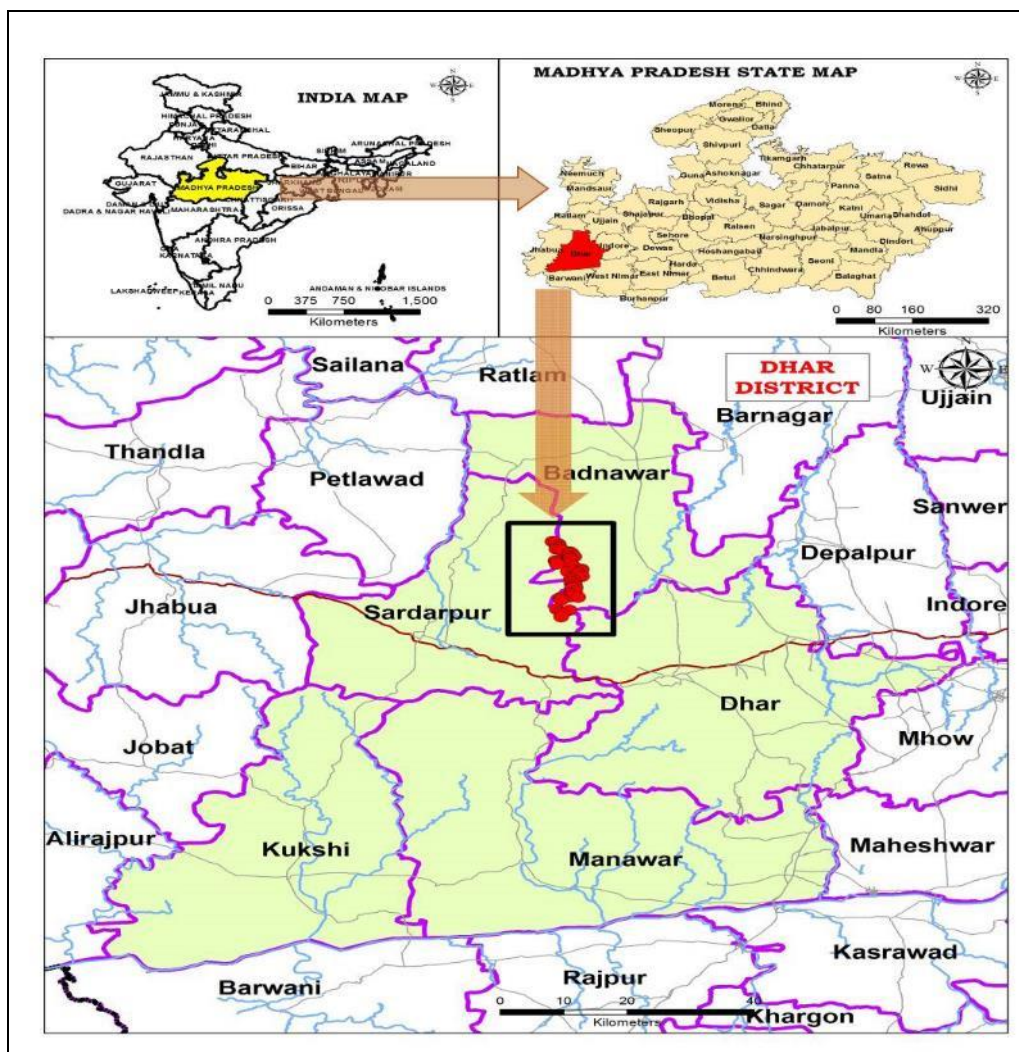 INDIA MAP
N
E
JAMMU & KASHMIR
HIMACHAL PRADESH
RAJASTHAN
UTTAR PRADESH
BIHAR
ARUNACHAL PRADESH
ASSAM
GUJARAT
MADHYA PRADESH
ORISSA
DADRA & NAGAR HAVELI
MAHARASHTRA
ANDHRA PRADESH
KARNATAKA
TAMIL NADU
LAKSHADWEEP
ANDAMAN & NICOBAR ISLANDS
0 375 750 1,500
Kilometers
MADHYA PRADESH STATE MAP
N
W
E
S
Morena
Bhind
Gwalior
Sheopur
Datia
Shivpuri
Tikamgarh
Neemuch
Guna
Ashoknagar
Chhatarpur
Rewa
Satna
Mandsaur
Panna
Sidhi
Rajgarh
Vidisha
Sagar
Damoh
Katni
Ratlam
Ujjain
Shajapur
Bhopal
Umaria
Shahdol
Raisen
Jabalpur
Anuppur
Sehore
Narsinghpur
Dindori
Jhabua
Dhar
Indore
Dewas
Hoshangabad
Mandla
Harda
Seoni
Barwani
West Nimar
East Nimar
Betul
Chhindwara
Balaghat
Burhanpur
0 80 160 320
Kilometers
DHAR
DISTRICT
N
W
E
S
Sailana
Ratlam
Ujjain
Barnagar
Thandla
Petlawad
Badnawar
Sanwer
Depalpur
Jhabua
Sardarpur
Indore
Dhar
Jobat
Mhow
Alirajpur
Kukshi
Manawar
Maheshwar
Kasrawad
Barwani
Rajpur
0 10 20 40
Kilometers
Khargon